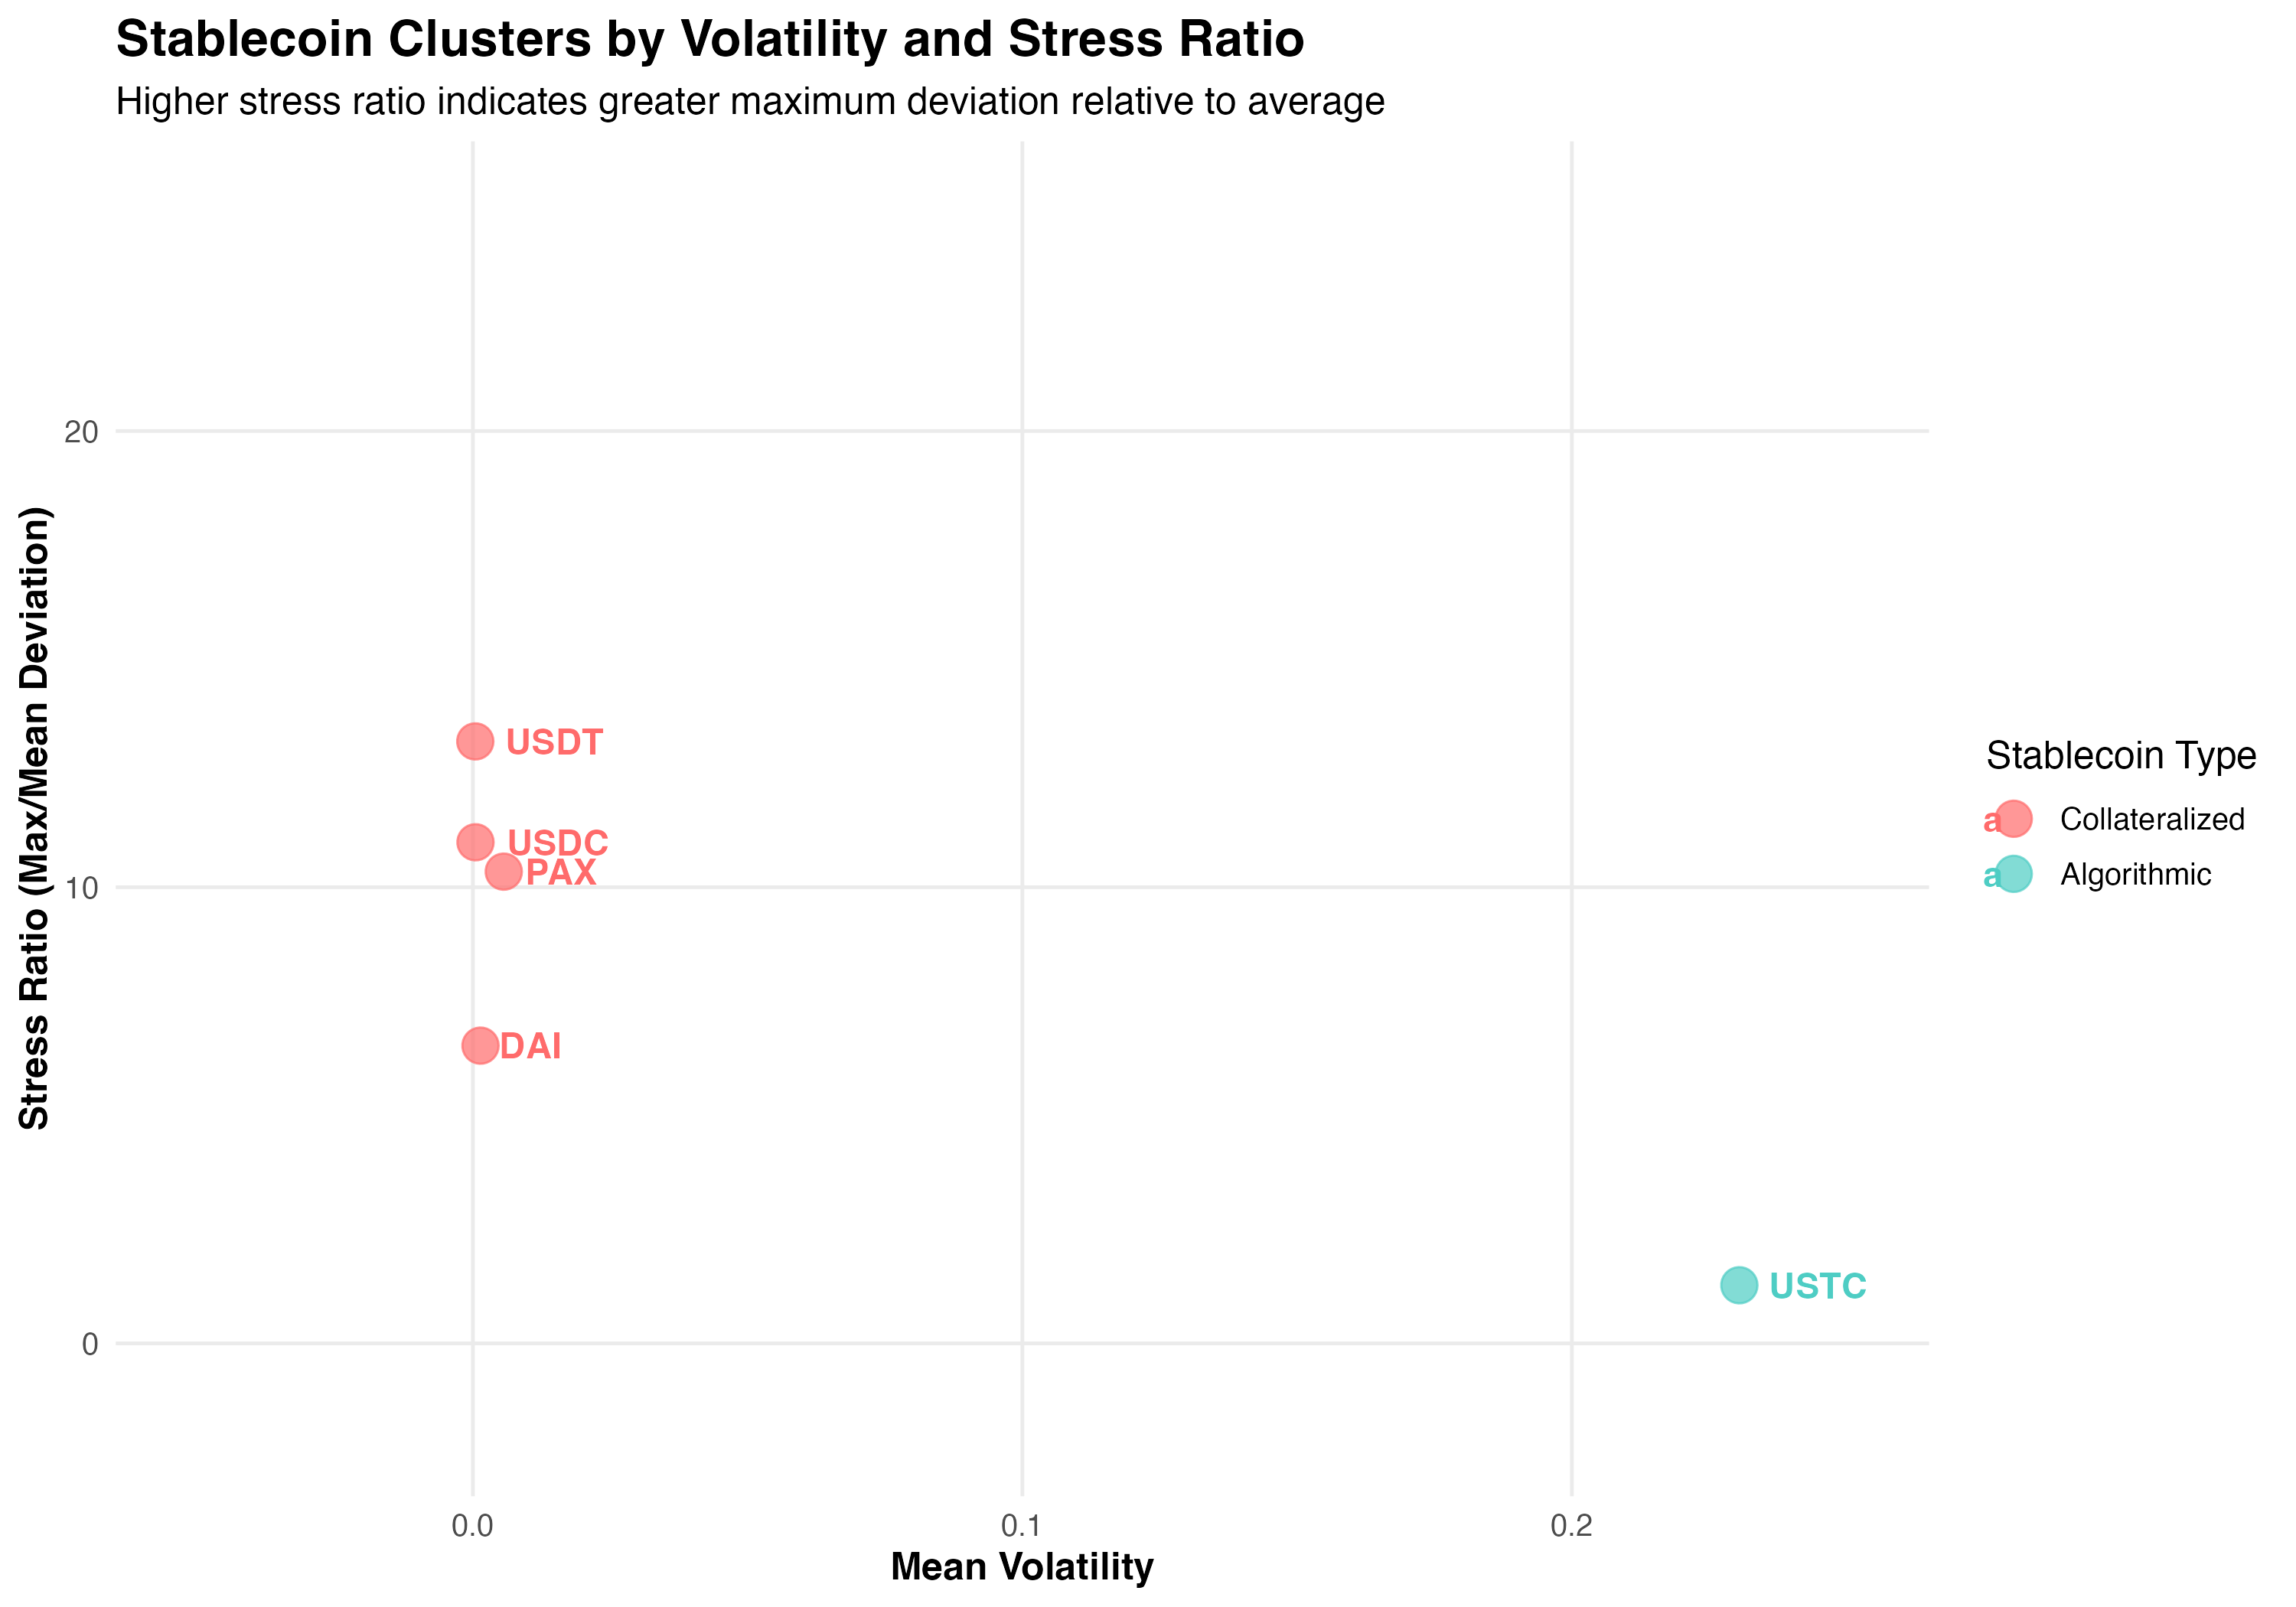 Stablecoin Clusters by Volatility and Stress Ratio
Higher stress ratio indicates greater maximum deviation relative to average
Stress Ratio (Max/Mean Deviation)
20
10
0
USDT
USDC
PAX
DAI
USTC
0.0
0.1
0.2
Mean Volatility
Stablecoin Type
a Collateralized
a Algorithmic